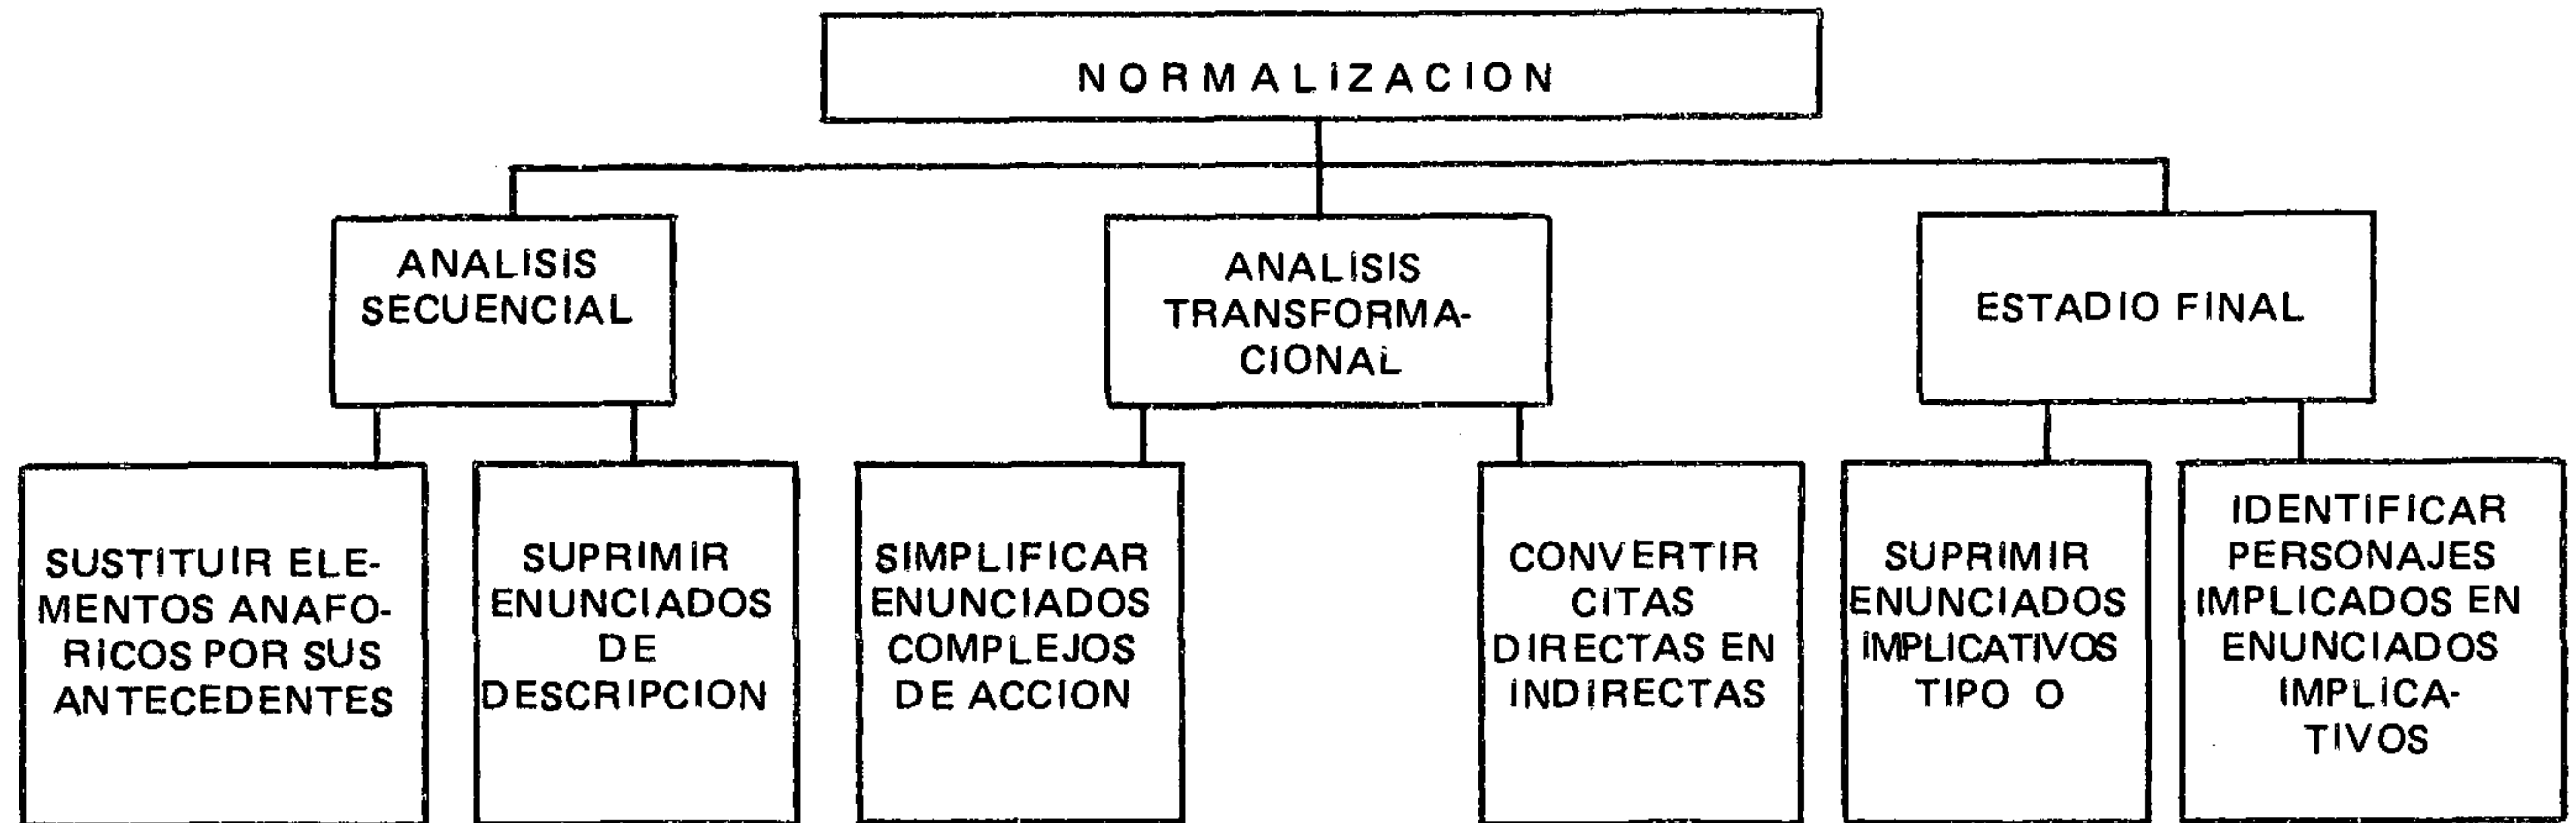 NORMALIZACION
ANALISIS
SECUENCIAL
ANALISIS
TRANSFORMA-
CIONAL
ESTADIO FINAL
SUSTITUIR ELE-
MENTOS ANAFO-
RICOS POR SUS
ANTECEDENTES
SUPRIMIR
ENUNCIADOS
DE
DESCRIPCION
SIMPLIFICAR
ENUNCIADOS
COMPLEJOS
DE ACCION
CONVERTIR
CITAS
DIRECTAS EN
INDIRECTAS
SUPRIMIR
ENUNCIADOS
IMPLICATIVOS
TIPO O
IDENTIFICAR
PERSONAJES
IMPLICADOS EN
ENUNCIADOS
IMPLICA-
TIVOS